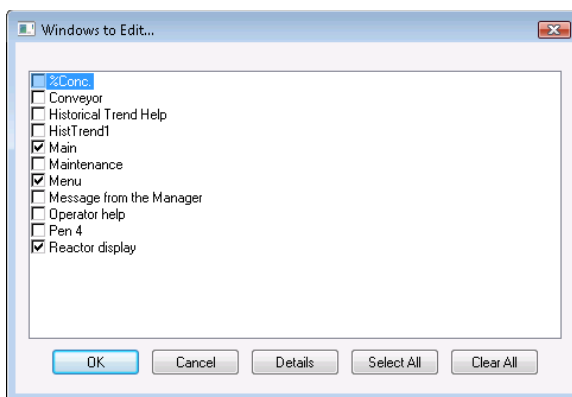 Windows to Edit...
%Conc.
Conveyor
Historical Trend Help
HistTrend1
Main
Maintenance
Menu
Message from the Manager
Operator help
Pen 4
Reactor display
OK Cancel Details Select All Clear All